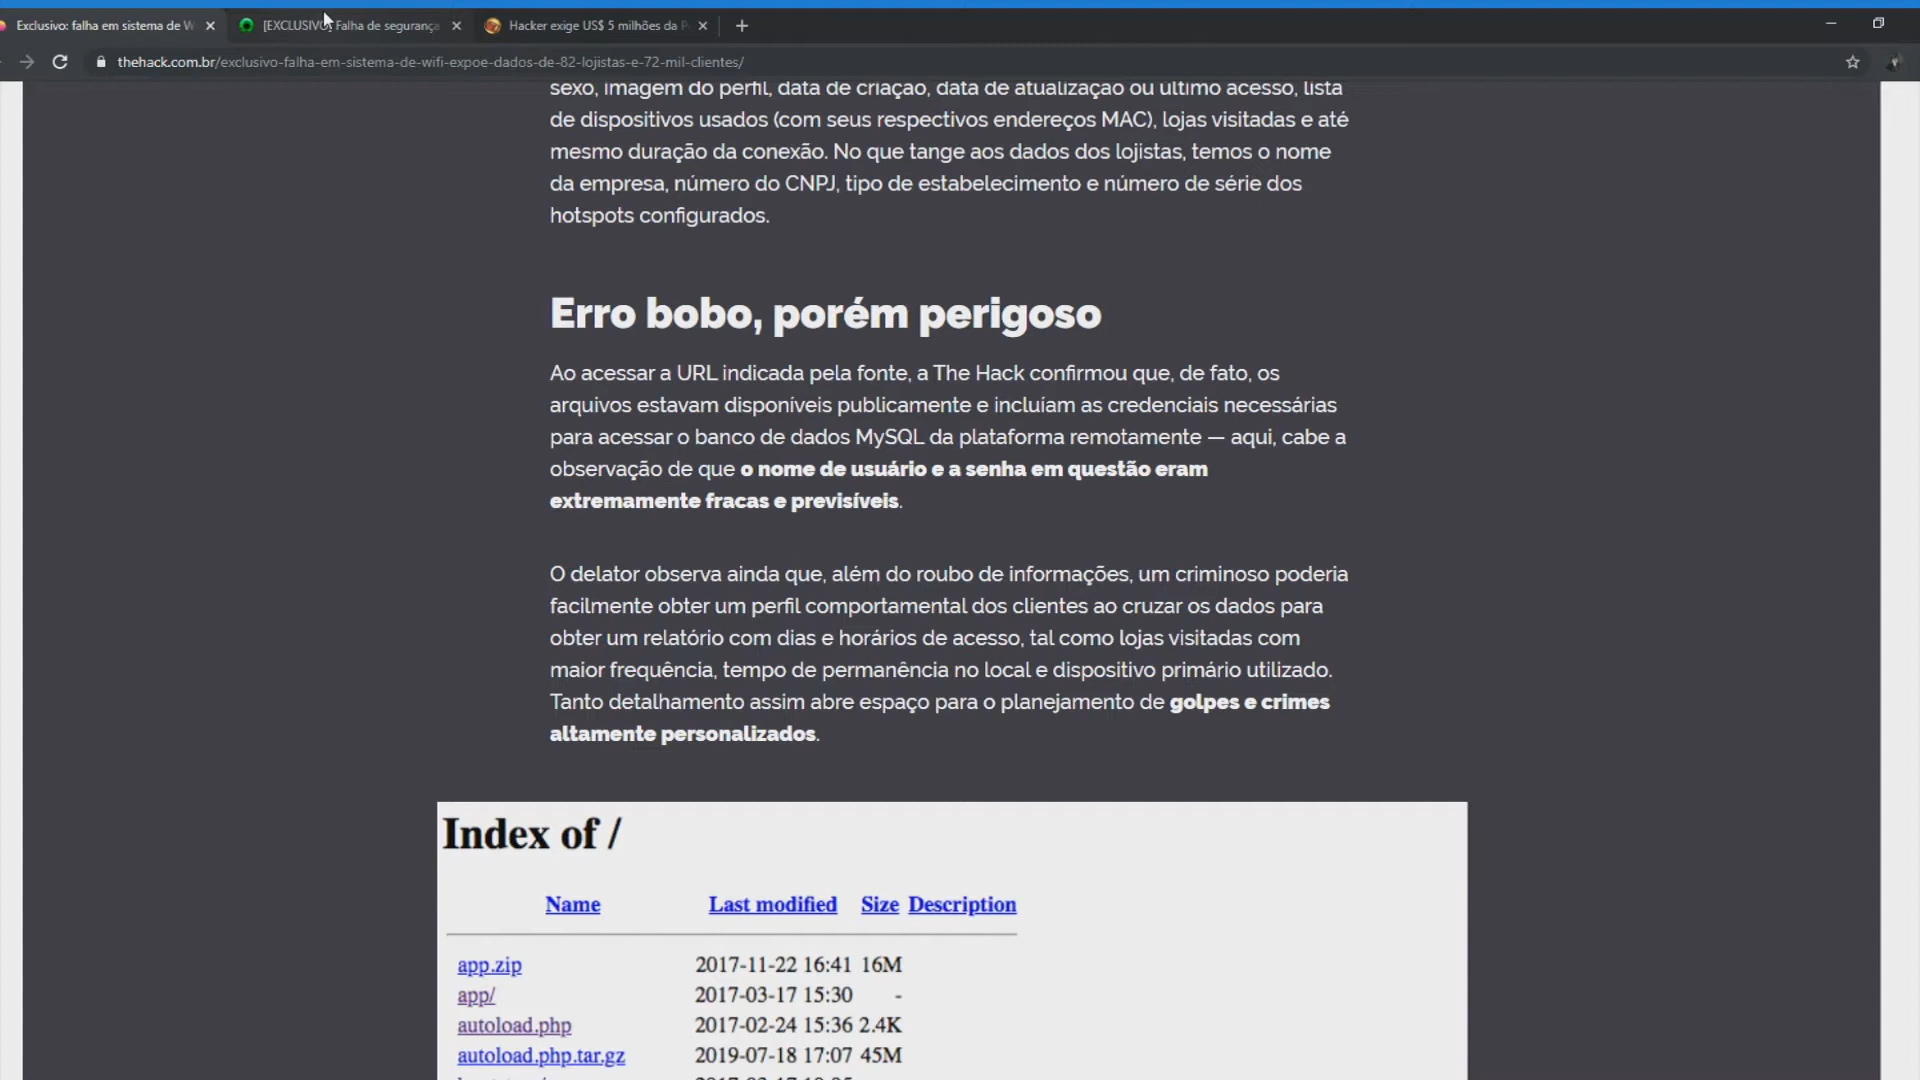 Exclusivo: falha em sistema de W
[EXCLUSIVO] Falha de segurança
Hacker exige US$ 5 milhões da P
thehack.com.br/exclusivo-falha-em-sistema-de-wifi-expoe-dados-de-82-lojistas-e-72-mil-clientes/
sexo, imagem do perfil, data de criação, data de atualização ou último acesso, lista
de dispositivos usados (com seus respectivos endereços MAC), lojas visitadas e até
mesmo duração da conexão. No que tange aos dados dos lojistas, temos o nome
da empresa, número do CNPJ, tipo de estabelecimento e número de série dos
hotspots configurados.
Erro bobo, porém perigoso
Ao acessar a URL indicada pela fonte, a The Hack confirmou que, de fato, os
arquivos estavam disponíveis publicamente e incluíam as credenciais necessárias
para acessar o banco de dados MySQL da plataforma remotamente — aqui, cabe a
observação de que o nome de usuário e a senha em questão eram
extremamente fracas e previsíveis.
O delator observa ainda que, além do roubo de informações, um criminoso poderia
facilmente obter um perfil comportamental dos clientes ao cruzar os dados para
obter um relatório com dias e horários de acesso, tal como lojas visitadas com
maior frequência, tempo de permanência no local e dispositivo primário utilizado.
Tanto detalhamento assim abre espaço para o planejamento de golpes e crimes
altamente personalizados.
Index of /
Name Last modified Size Description
app.zip 2017-11-22 16:41 16M
app/ 2017-03-17 15:30 -
autoload.php 2017-02-24 15:36 2.4K
autoload.php.tar.gz 2019-07-18 17:07 45M